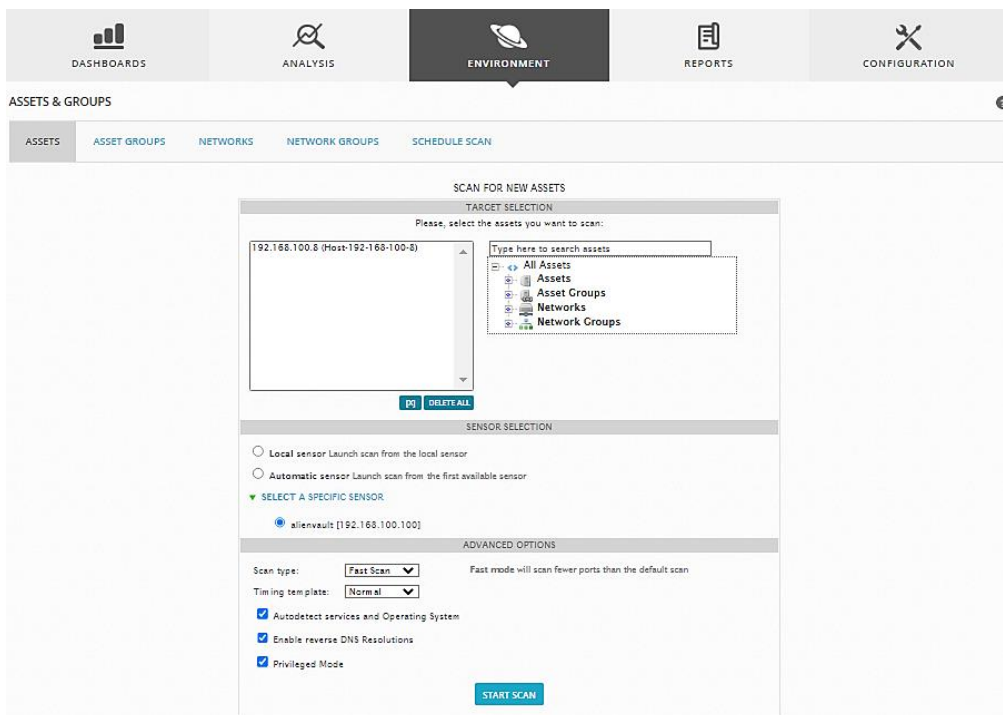 DASHBOARDS
ANALYSIS
ENVIRONMENT
REPORTS
CONFIGURATION
ASSETS & GROUPS
ASSETS
ASSET GROUPS
NETWORKS
NETWORK GROUPS
SCHEDULE SCAN
SCAN FOR NEW ASSETS
TARGET SELECTION
Please, select the assets you want to scan:
192.168.100.8 (Host-192-168-100-8)
Type here to search assets
All Assets
Assets
Asset Groups
Networks
Network Groups
[X]
DELETE ALL
SENSOR SELECTION
Local sensor Launch scan from the local sensor
Automatic sensor Launch scan from the first available sensor
SELECT A SPECIFIC SENSOR
alienvault [192.168.100.100]
ADVANCED OPTIONS
Scan type: Fast Scan Fast mode will scan fewer ports than the default scan
Timing template: Normal
Autodetect services and Operating System
Enable reverse DNS Resolutions
Privileged Mode
START SCAN